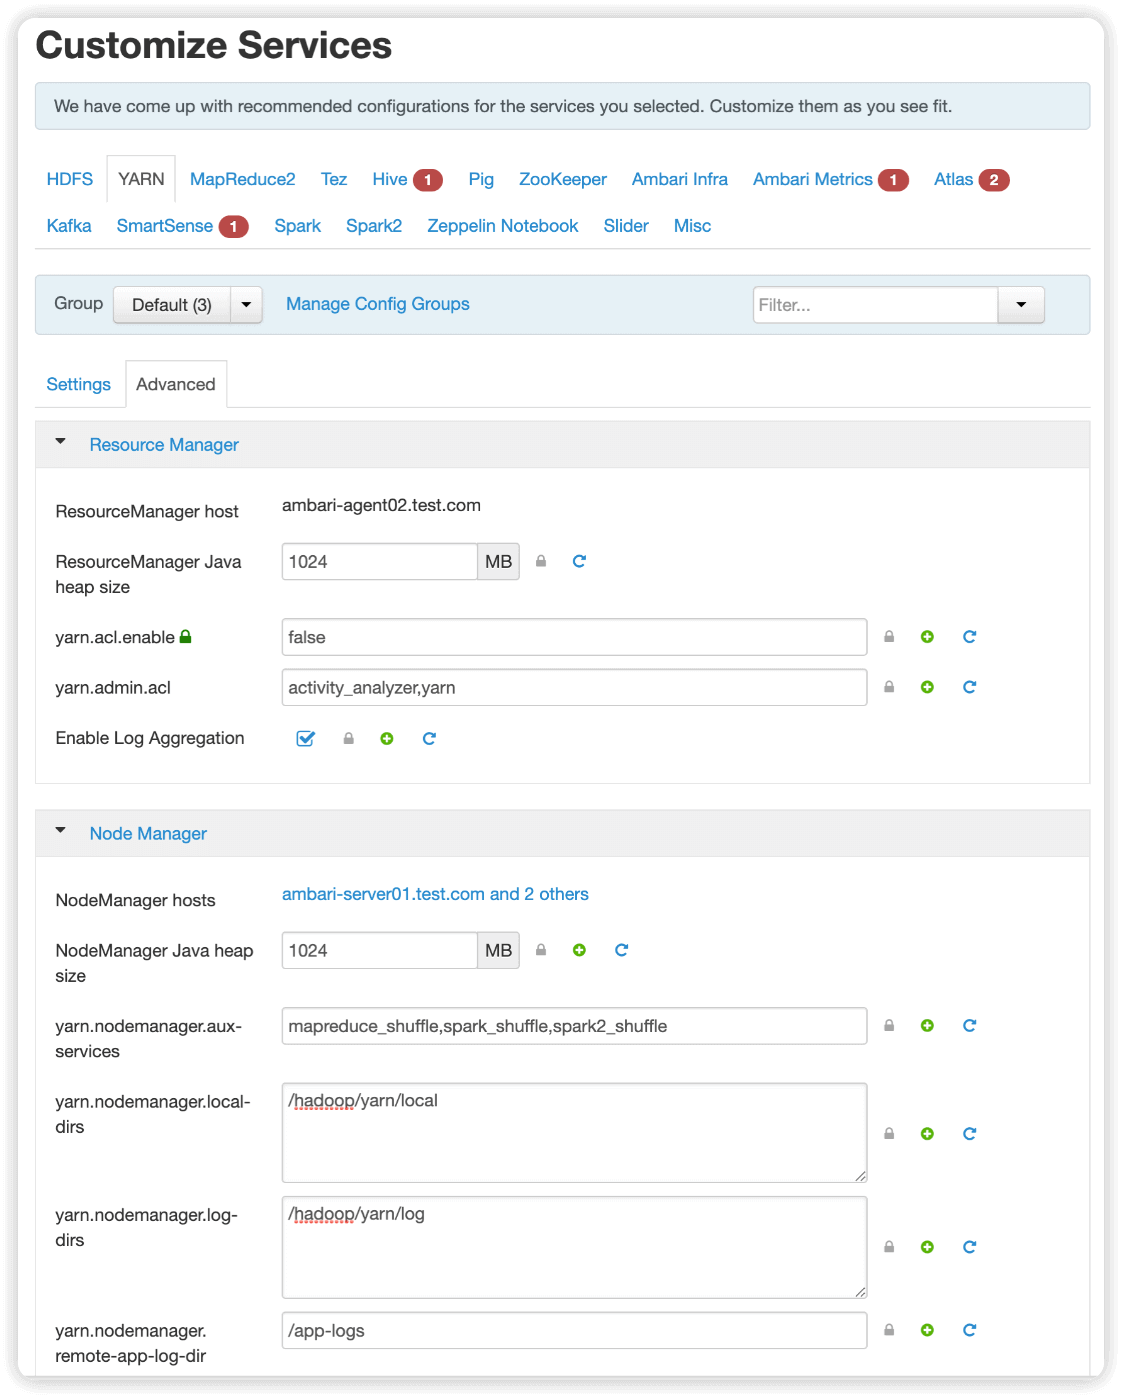 Customize Services
We have come up with recommended configurations for the services you selected. Customize them as you see fit.
HDFS YARN MapReduce2 Tez Hive 1 Pig ZooKeeper Ambari Infra Ambari Metrics 1 Atlas 2
Kafka SmartSense 1 Spark Spark2 Zeppelin Notebook Slider Misc
Group Default (3) Manage Config Groups Filter...
Settings Advanced
Resource Manager
ResourceManager host ambari-agent02.test.com
ResourceManager Java 1024 MB
heap size
yarn.acl.enable false
yarn.admin.acl activity_analyzer,yarn
Enable Log Aggregation
Node Manager
NodeManager hosts ambari-server01.test.com and 2 others
NodeManager Java heap 1024 MB
size
yarn.nodemanager.aux- mapreduce_shuffle,spark_shuffle,spark2_shuffle
services
yarn.nodemanager.local- /hadoop/yarn/local
dirs
yarn.nodemanager.log- /hadoop/yarn/log
dirs
yarn.nodemanager. /app-logs
remote-app-log-dir